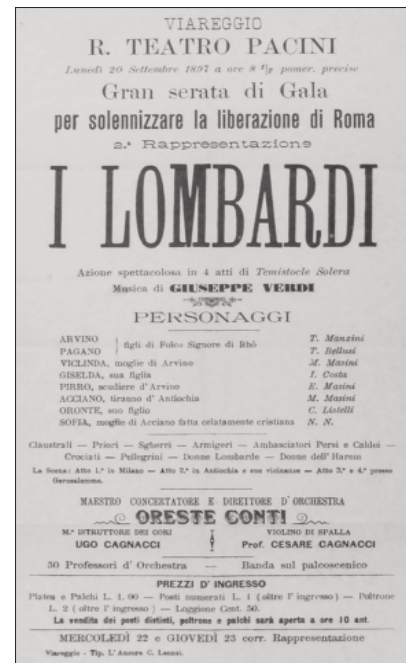 VIAREGGIO
R. TEATRO PACINI
Lunedì 20 Settembre 1897 a ore 8 1/2 pomer. precise
Gran serata di Gala
per solennizzare la liberazione di Roma
2.ª Rappresentazione
I LOMBARDI
Azione spettacolosa in 4 atti di Temistocle Solera
Musica di GIUSEPPE VERDI
PERSONAGGI
ARVINO T. Manzini
figli di Folco Signore di Rhò
PAGANO T. Bellusi
VICLINDA, moglie di Arvino M. Masini
GISELDA, sua figlia I. Costa
PIRRO, scudiere d'Arvino E. Masini
ACCIANO, tiranno d'Antiochia M. Masini
ORONTE, suo figlio C. Listelli
SOFIA, moglie di Acciano fatta celatamente cristiana N. N.
Claustrali — Priori — Sgherri — Armigeri — Ambasciatori Persi e Caldei —
Crociati — Pellegrini — Donne Lombarde — Donne dell' Harem
La Scena: Atto 1.º in Milano — Atto 2.º in Antiochia e sue vicinanze — Atto 3.º e 4.º presso
Gerusalemme.
MAESTRO CONCERTATORE E DIRETTORE D'ORCHESTRA
ORESTE CONTI
M.º ISTRUTTORE DEI CORI
UGO CAGNACCI
VIOLINO DI SPALLA
Prof. CESARE CAGNACCI
30 Professori d'Orchestra — Banda sul palcoscenico
PREZZI D'INGRESSO
Platea e Palchi L. 1. 00 — Posti numerati L. 1 (oltre l'ingresso) — Poltrone
L. 2 (oltre l'ingresso) — Loggione Cent. 50.
La vendita dei posti distinti, poltrone e palchi sarà aperta a ore 10 ant.
MERCOLEDÌ 22 e GIOVEDÌ 23 corr. Rappresentazione
Viareggio - Tip. L'Ancora C.